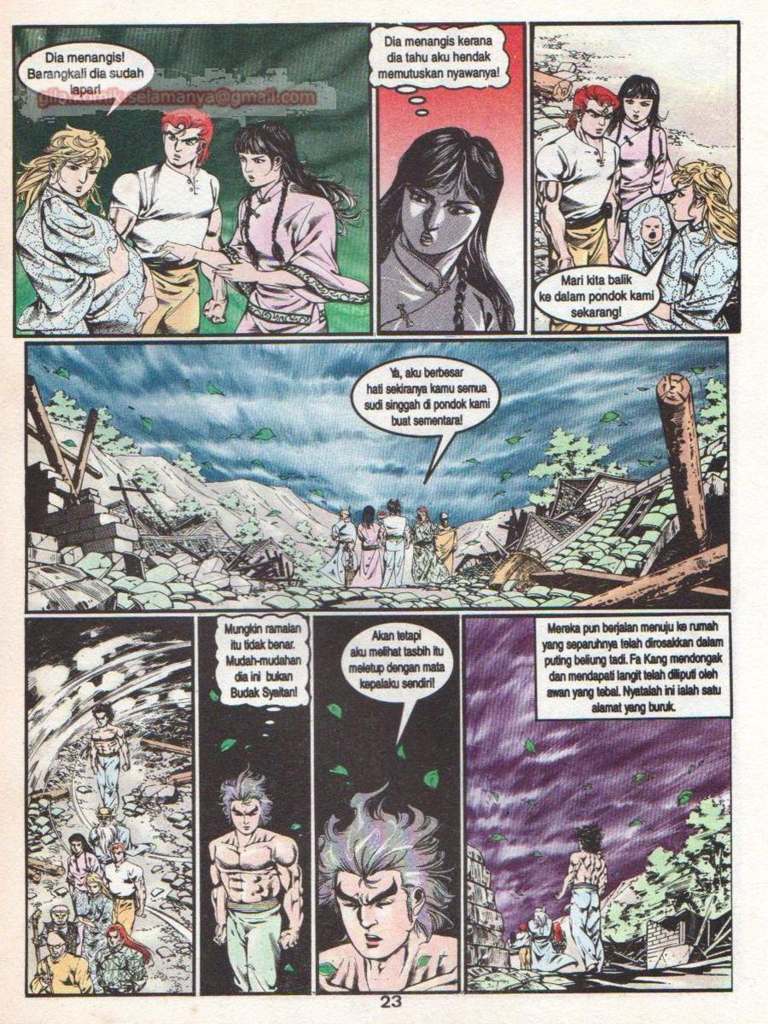 Dia menangis!
Barangkali dia sudah
lapar!
selamanya@gmail.com
Dia menangis kerana
dia tahu aku hendak
memutuskan nyawanya!
Mari kita balik
ke dalam pondok kami
sekarang!
Ya, aku berbesar
hati sekiranya kamu semua
sudi singgah di pondok kami
buat sementara!
Mungkin ramalan
itu tidak benar.
Mudah-mudahan
dia ini bukan
Budak Syaitan!
Akan tetapi
aku melihat tasbih itu
meletup dengan mata
kepalaku sendiri!
Mereka pun berjalan menuju ke rumah
yang separuhnya telah dirosakkan dalam
puting beliung tadi. Fa Kang mendongak
dan mendapati langit telah diliputi oleh
awan yang tebal. Nyatalah ini ialah satu
alamat yang buruk.
23